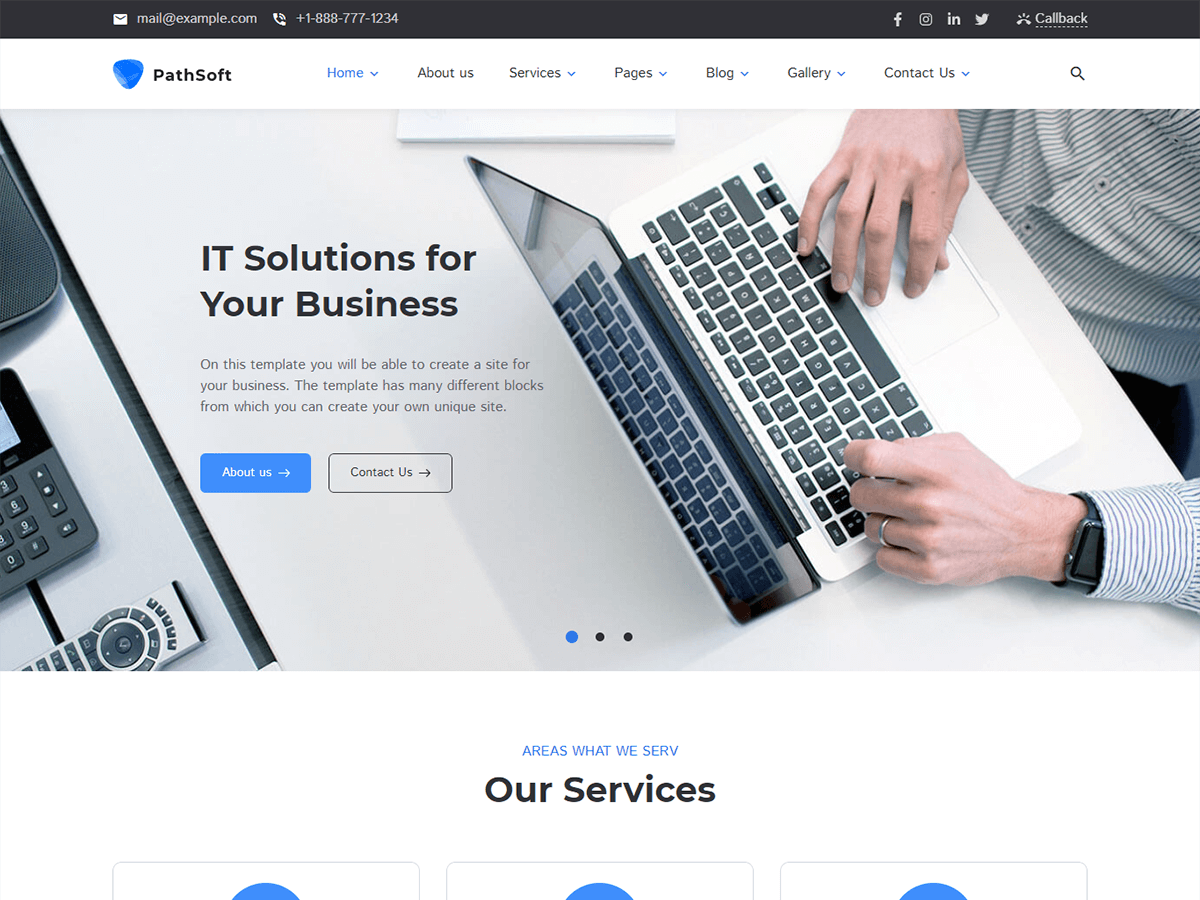 mail@example.com +1-888-777-1234 Callback
PathSoft Home About us Services Pages Blog Gallery Contact Us
IT Solutions for
Your Business
On this template you will be able to create a site for
your business. The template has many different blocks
from which you can create your own unique site.
About us → Contact Us →
AREAS WHAT WE SERV
Our Services